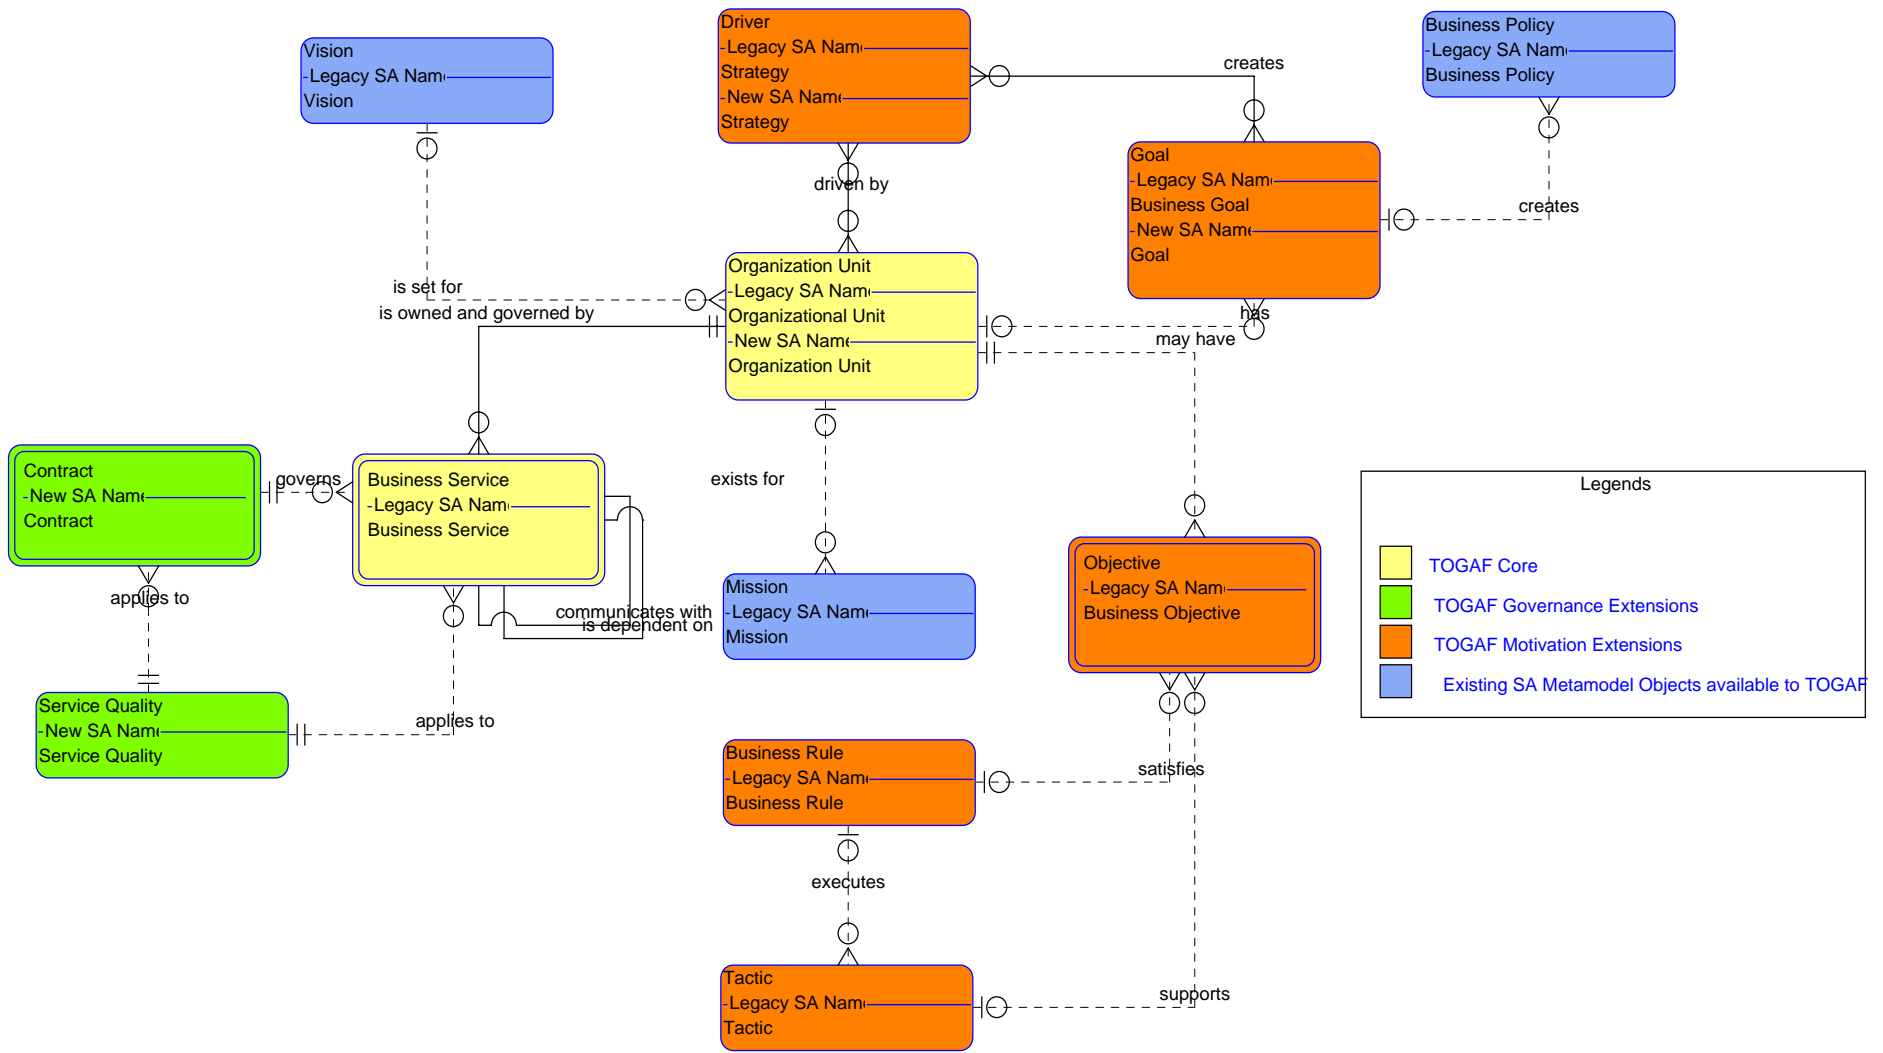 Driver
Legacy SA Nam
Strategy
New SA Name
Strategy
Business Policy
Legacy SA Nam
Business Policy
Vision
Legacy SA Nam
Vision
creates
Goal
Legacy SA Nam
Business Goal
New SA Name
Goal
driven by
creates
Organization Unit
Legacy SA Name
Organizational Unit
New SA Name
Organization Unit
is set for
is owned and governed by
has
may have
Contract
New SA Name
Contract
governs
Business Service
Legacy SA Nam
Business Service
exists for
Legends
TOGAF Core
TOGAF Governance Extensions
TOGAF Motivation Extensions
Existing SA Metamodel Objects available to TOGAF
Objective
Legacy SA Nam
Business Objective
applies to
communicates with
is dependent on
Mission
Legacy SA Name
Mission
Service Quality
New SA Name
Service Quality
applies to
Business Rule
Legacy SA Nam
Business Rule
satisfies
executes
Tactic
Legacy SA Name
Tactic
supports